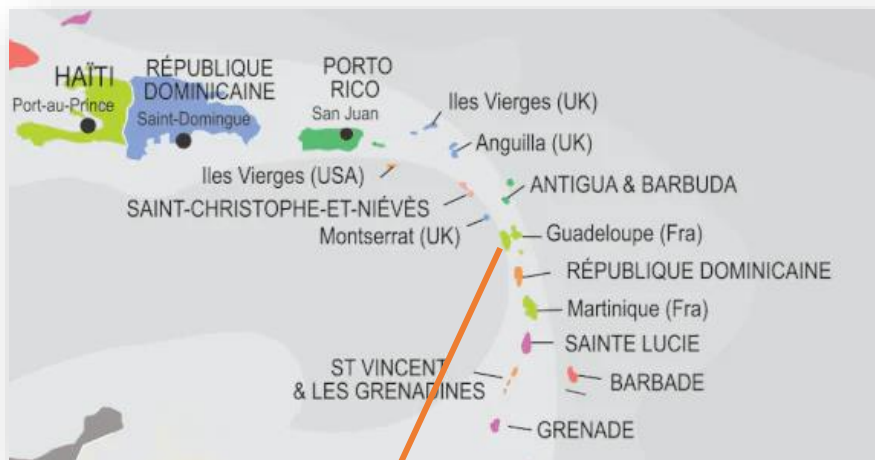 HAÏTI
Port-au-Prince
RÉPUBLIQUE
DOMINICAINE
Saint-Domingue
PORTO
RICO
San Juan
Iles Vierges (UK)
Anguilla (UK)
Iles Vierges (USA)
ANTIGUA & BARBUDA
SAINT-CHRISTOPHE-ET-NIÉVÈS
Montserrat (UK)
Guadeloupe (Fra)
RÉPUBLIQUE DOMINICAINE
Martinique (Fra)
SAINTE LUCIE
ST VINCENT
& LES GRENADINES
BARBADE
GRENADE